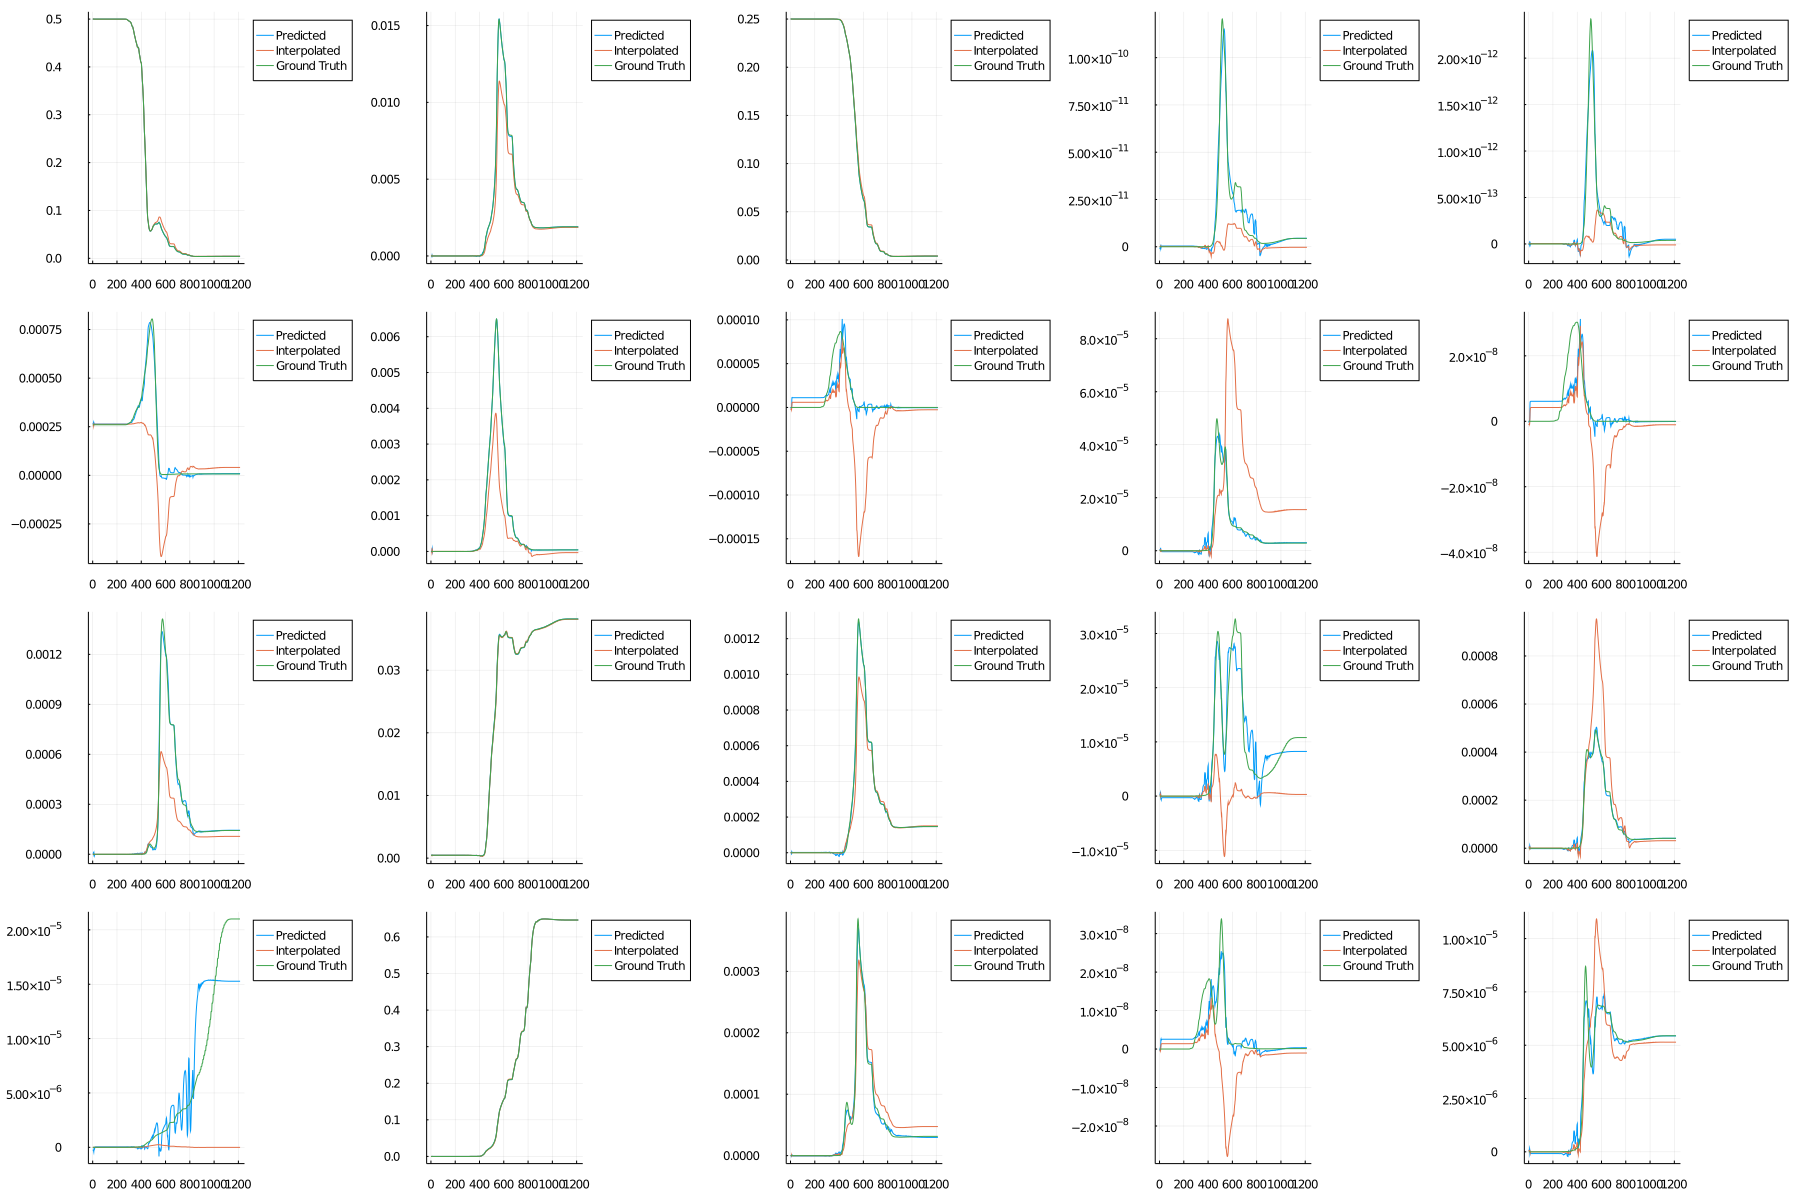 0.5
0.4
0.3
0.2
0.1
0.0
Predicted
Interpolated
Ground Truth
0 200 400 600 800 1000 1200
0.015
0.010
0.005
0.000
Predicted
Interpolated
Ground Truth
0 200 400 600 800 1000 1200
0.25
0.20
0.15
0.10
0.05
0.00
Predicted
Interpolated
Ground Truth
0 200 400 600 800 1000 1200
1.00×10⁻¹⁰
7.50×10⁻¹¹
5.00×10⁻¹¹
2.50×10⁻¹¹
0
Predicted
Interpolated
Ground Truth
0 200 400 600 800 1000 1200
2.00×10⁻¹²
1.50×10⁻¹²
1.00×10⁻¹²
5.00×10⁻¹³
0
Predicted
Interpolated
Ground Truth
0 200 400 600 800 1000 1200
0.00075
0.00050
0.00025
0.00000
−0.00025
Predicted
Interpolated
Ground Truth
0 200 400 600 800 1000 1200
0.006
0.005
0.004
0.003
0.002
0.001
0.000
Predicted
Interpolated
Ground Truth
0 200 400 600 800 1000 1200
0.00010
0.00005
0.00000
−0.00005
−0.00010
−0.00015
Predicted
Interpolated
Ground Truth
0 200 400 600 800 1000 1200
8.0×10⁻⁵
6.0×10⁻⁵
4.0×10⁻⁵
2.0×10⁻⁵
0
Predicted
Interpolated
Ground Truth
0 200 400 600 800 1000 1200
2.0×10⁻⁸
0
−2.0×10⁻⁸
−4.0×10⁻⁸
Predicted
Interpolated
Ground Truth
0 200 400 600 800 1000 1200
0.0012
0.0009
0.0006
0.0003
0.0000
Predicted
Interpolated
Ground Truth
0 200 400 600 800 1000 1200
0.03
0.02
0.01
0.00
Predicted
Interpolated
Ground Truth
0 200 400 600 800 1000 1200
0.0012
0.0010
0.0008
0.0006
0.0004
0.0002
0.0000
Predicted
Interpolated
Ground Truth
0 200 400 600 800 1000 1200
3.0×10⁻⁵
2.0×10⁻⁵
1.0×10⁻⁵
0
−1.0×10⁻⁵
Predicted
Interpolated
Ground Truth
0 200 400 600 800 1000 1200
0.0008
0.0006
0.0004
0.0002
0.0000
Predicted
Interpolated
Ground Truth
0 200 400 600 800 1000 1200
2.00×10⁻⁵
1.50×10⁻⁵
1.00×10⁻⁵
5.00×10⁻⁶
0
Predicted
Interpolated
Ground Truth
0 200 400 600 800 1000 1200
0.6
0.5
0.4
0.3
0.2
0.1
0.0
Predicted
Interpolated
Ground Truth
0 200 400 600 800 1000 1200
0.0003
0.0002
0.0001
0.0000
Predicted
Interpolated
Ground Truth
0 200 400 600 800 1000 1200
3.0×10⁻⁸
2.0×10⁻⁸
1.0×10⁻⁸
0
−1.0×10⁻⁸
−2.0×10⁻⁸
Predicted
Interpolated
Ground Truth
0 200 400 600 800 1000 1200
1.00×10⁻⁵
7.50×10⁻⁶
5.00×10⁻⁶
2.50×10⁻⁶
0
Predicted
Interpolated
Ground Truth
0 200 400 600 800 1000 1200